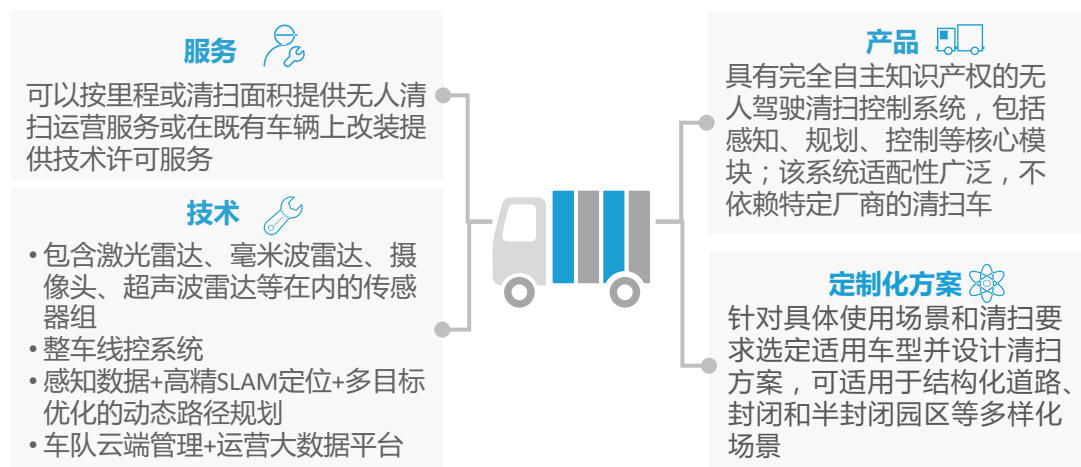 服务
可以按里程或清扫面积提供无人清
扫运营服务或在既有车辆上改装提
供技术许可服务
技术
• 包含激光雷达、毫米波雷达、摄
像头、超声波雷达等在内的传感
器组
• 整车线控系统
• 感知数据+高精SLAM定位+多目标
优化的动态路径规划
• 车队云端管理+运营大数据平台
产品
具有完全自主知识产权的无
人驾驶清扫控制系统，包括
感知、规划、控制等核心模
块；该系统适配性广泛，不
依赖特定厂商的清扫车
定制化方案
针对具体使用场景和清扫要
求选定适用车型并设计清扫
方案，可适用于结构化道路、
封闭和半封闭园区等多样化
场景